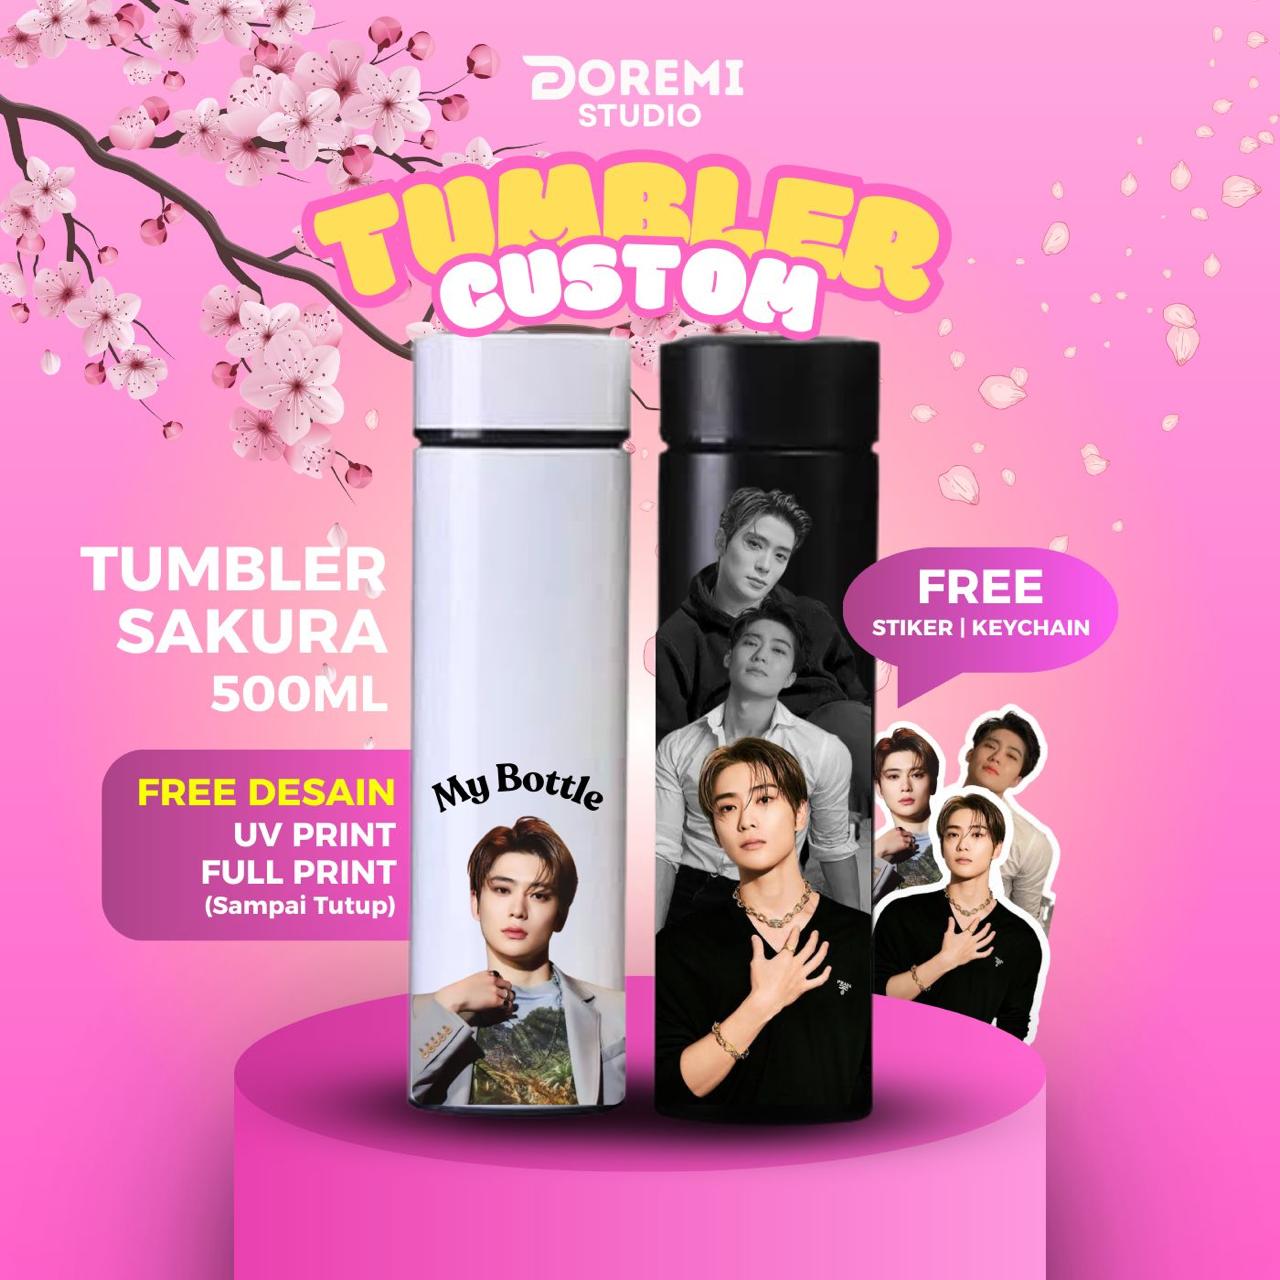 DOREMI
STUDIO
TUMBLER
CUSTOM
TUMBLER
SAKURA
500ML
FREE DESAIN
UV PRINT
FULL PRINT
(Sampai Tutup)
My Bottle
FREE
STIKER | KEYCHAIN